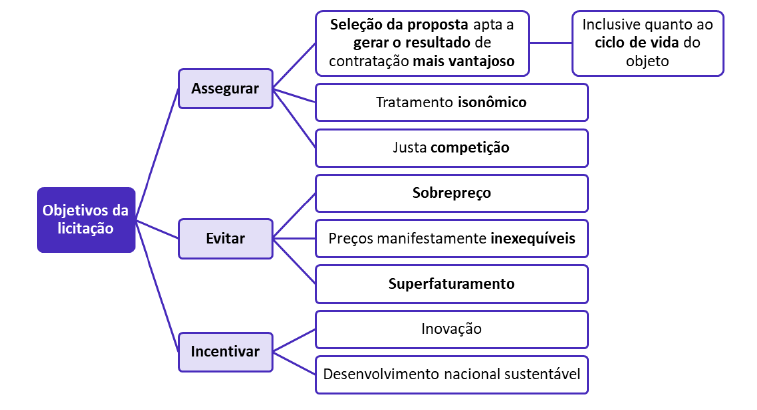 Objetivos da
licitação
Assegurar
Seleção da proposta apta a
gerar o resultado de
contratação mais vantajoso
Inclusive quanto ao
ciclo de vida do
objeto
Tratamento isonômico
Justa competição
Evitar
Sobrepreço
Preços manifestamente inexequíveis
Superfaturamento
Incentivar
Inovação
Desenvolvimento nacional sustentável